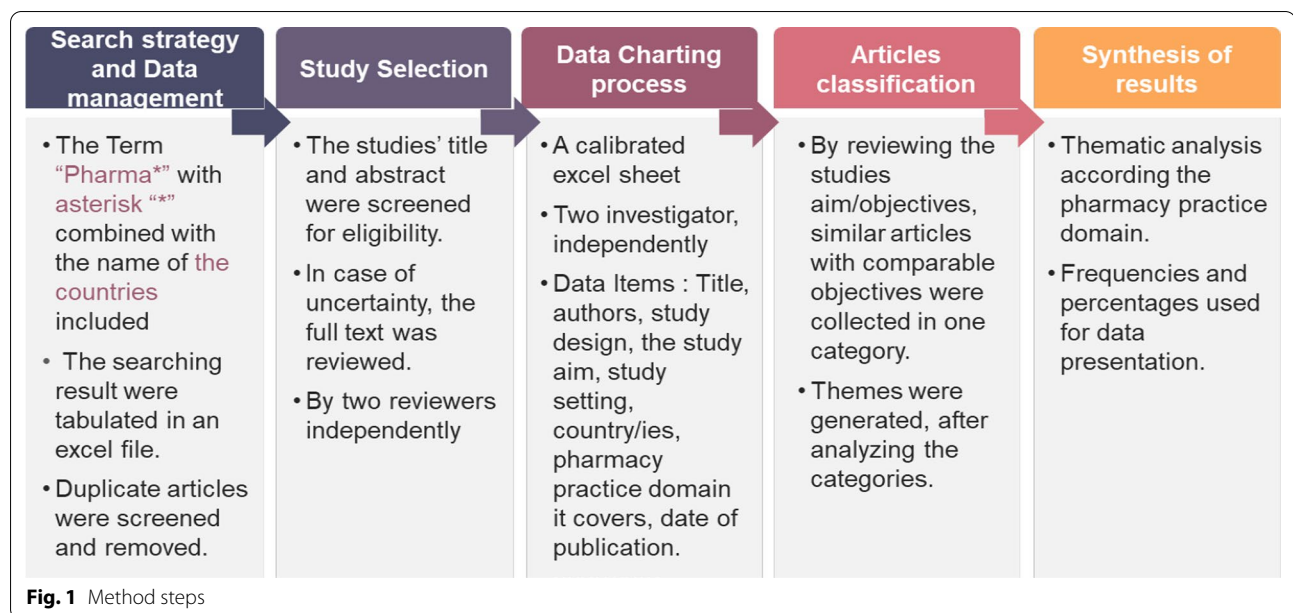 Search strategy
and Data
management
• The Term
“Pharma*” with
asterisk “*”
combined with
the name of the
countries
included
• The searching
result were
tabulated in an
excel file.
• Duplicate articles
were screened
and removed.
Study Selection
• The studies’ title
and abstract
were screened
for eligibility.
• In case of
uncertainty, the
full text was
reviewed.
• By two reviewers
independently
Data Charting
process
• A calibrated
excel sheet
• Two investigator,
independently
• Data Items : Title,
authors, study
design, the study
aim, study
setting,
country/ies,
pharmacy
practice domain
it covers, date of
publication.
Articles
classification
• By reviewing the
studies
aim/objectives,
similar articles
with comparable
objectives were
collected in one
category.
• Themes were
generated, after
analyzing the
categories.
Synthesis of
results
• Thematic analysis
according the
pharmacy practice
domain.
• Frequencies and
percentages used
for data
presentation.
Fig. 1 Method steps